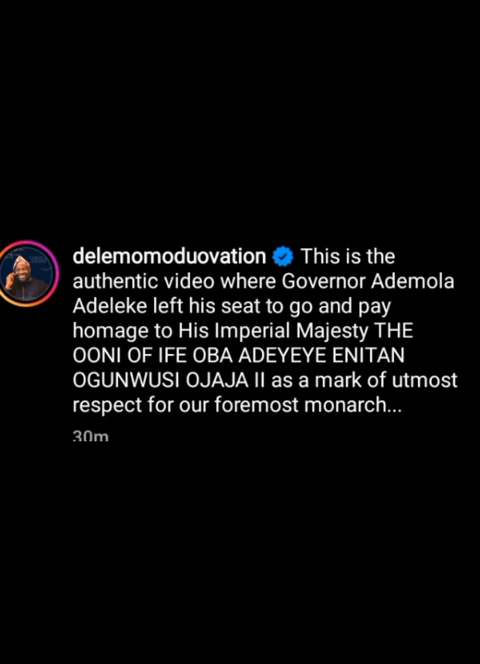 delemomoduovation This is the
authentic video where Governor Ademola
Adeleke left his seat to go and pay
homage to His Imperial Majesty THE
OONI OF IFE OBA ADEYEYE ENITAN
OGUNWUSI OJAJA II as a mark of utmost
respect for our foremost monarch...
30m